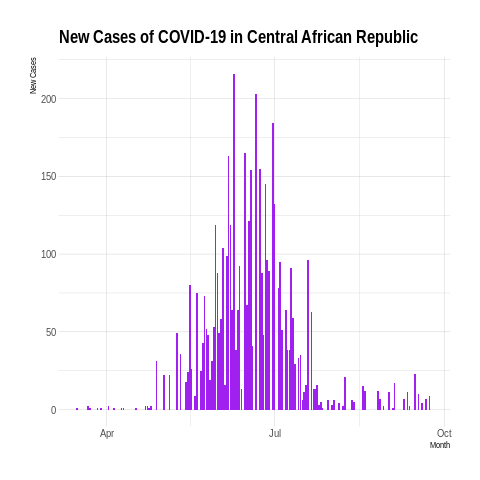 New Cases of COVID-19 in Central African Republic
New Cases
200
150
100
50
0
Apr
Jul
Oct
Month